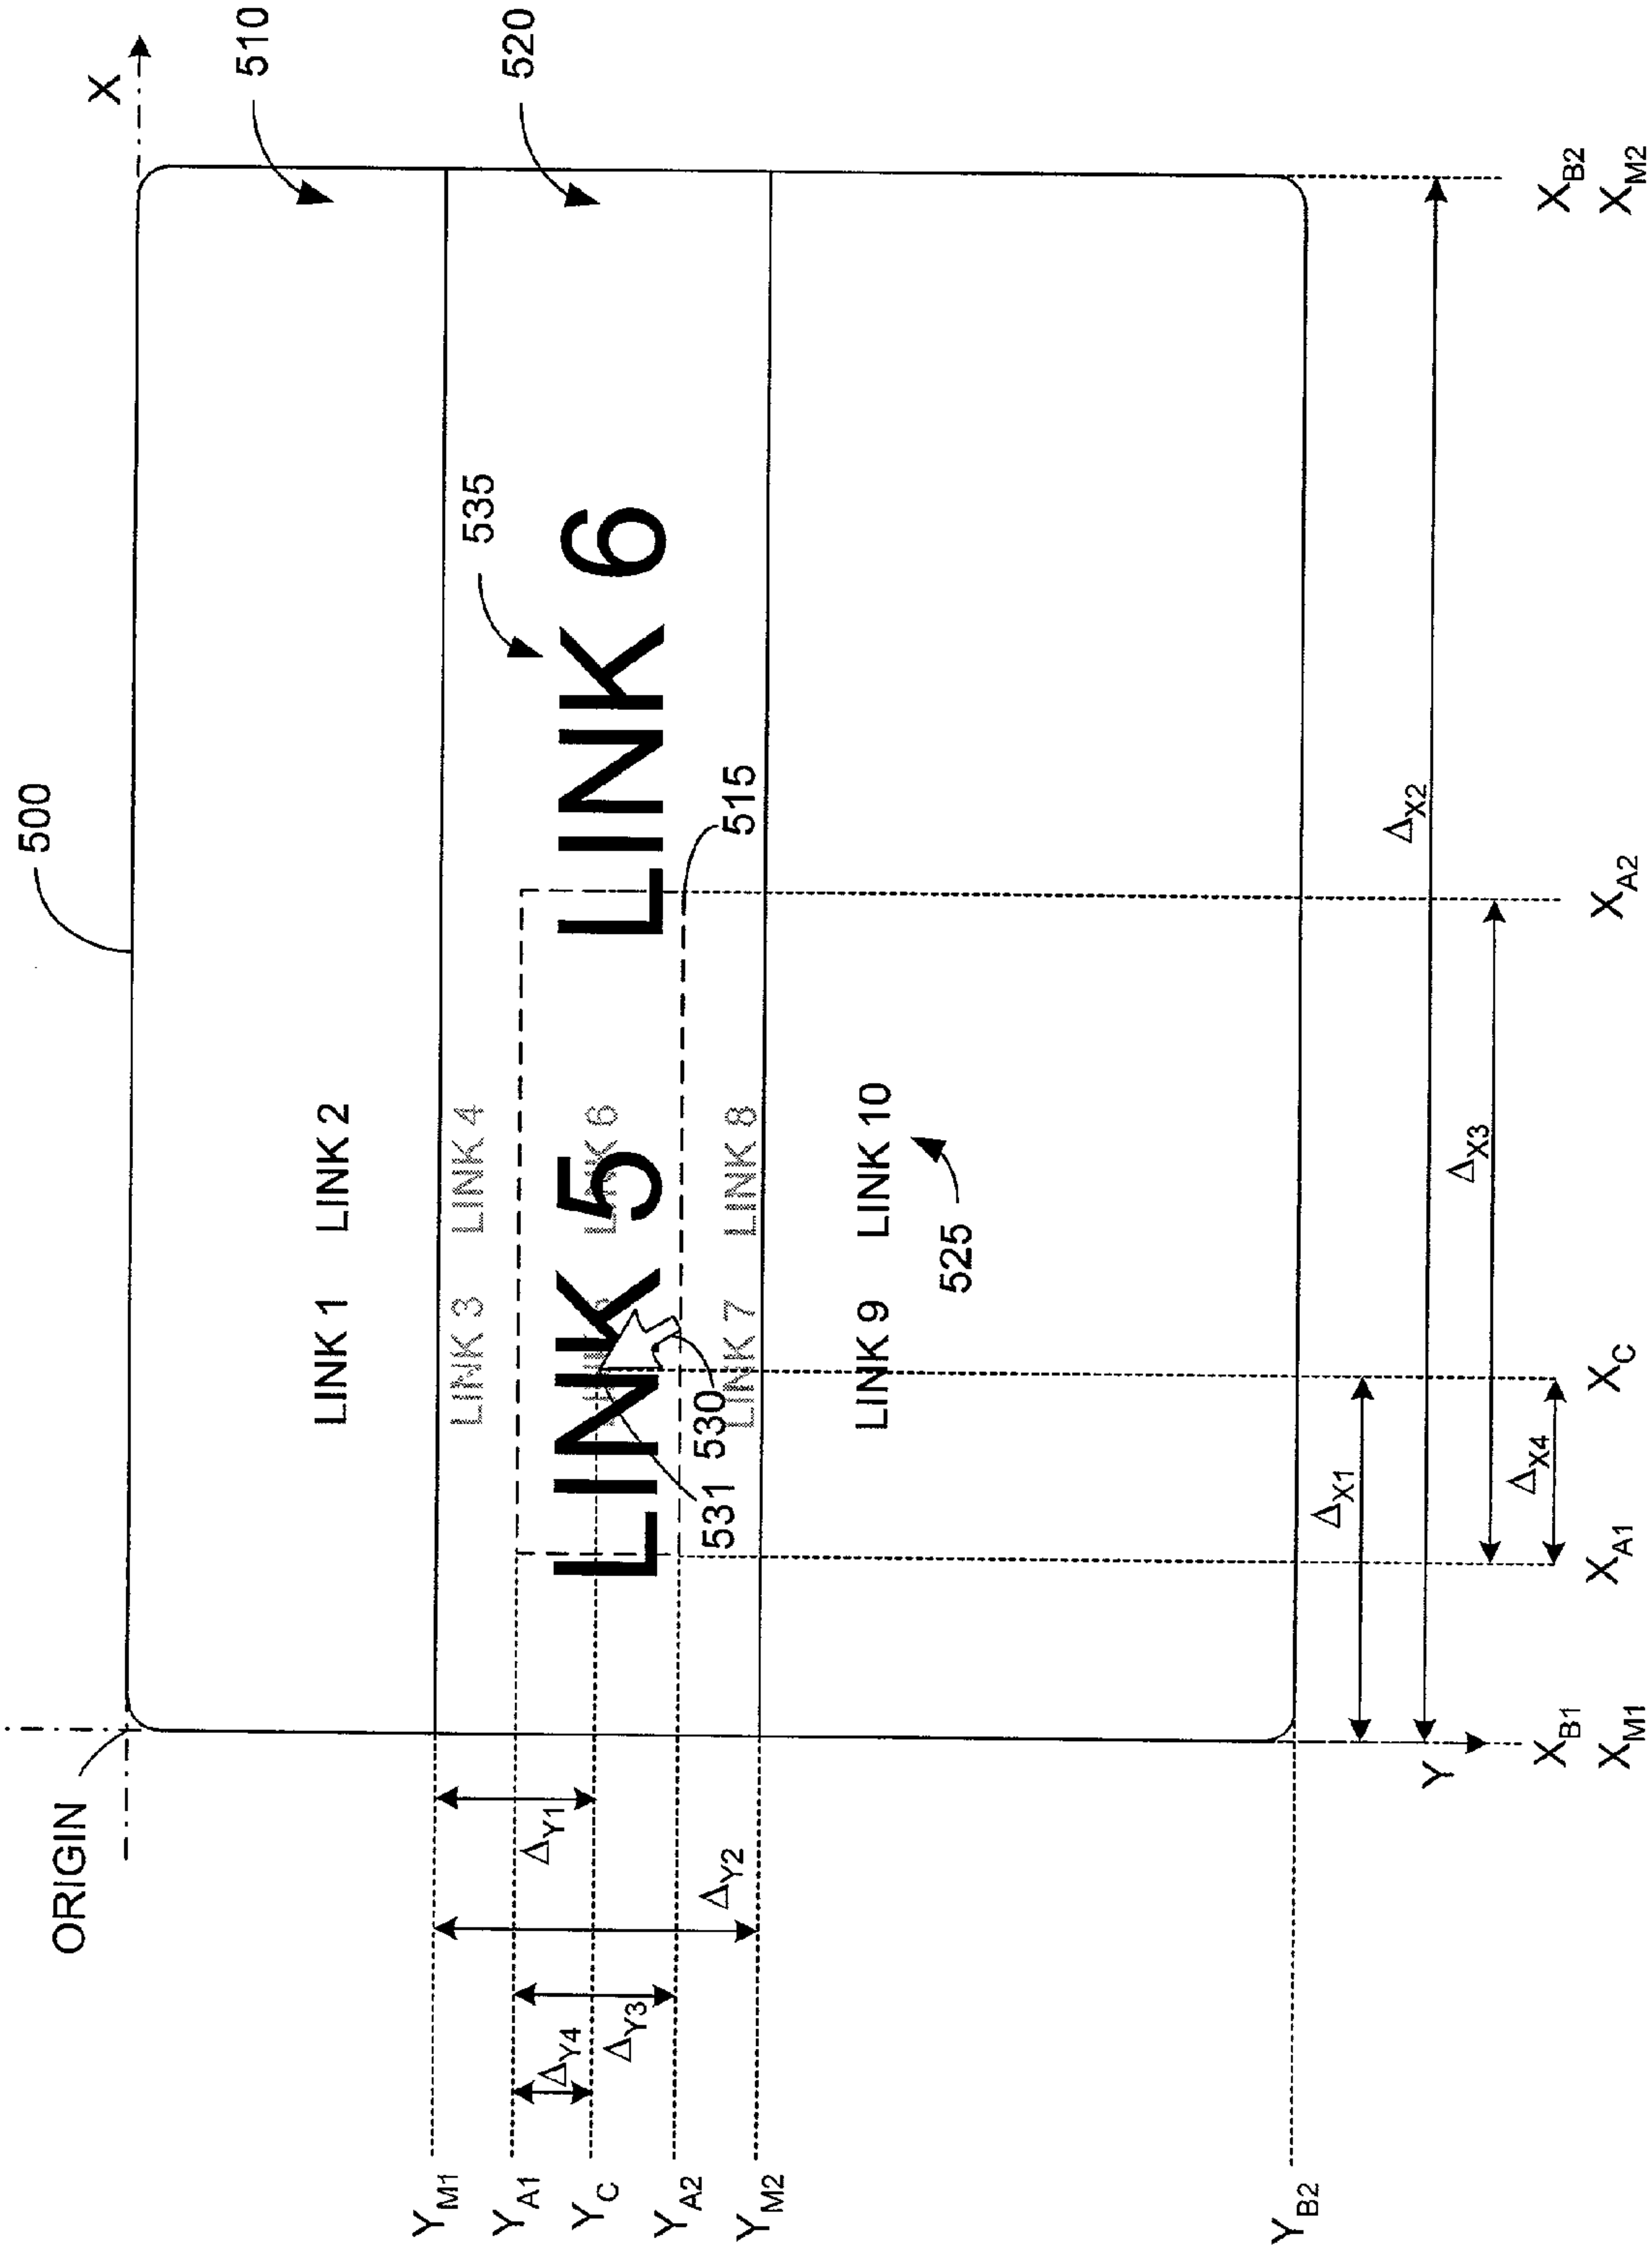 500
X
510
520
ORIGIN
LINK 1 LINK 2
535
LINK 3 LINK 4
LINK 5 LINK 6
LINK 6
531 530
515
LINK 7 LINK 8
LINK 9 LINK 10
525
Y_M1
Y_A1
Y_C
Y_A2
Y_M2
Y_B2
Δ_Y1
Δ_Y2
Δ_Y3
Δ_Y4
Δ_X1
Δ_X2
Δ_X3
Δ_X4
Y
X_B1 X_B2
X_M1 X_A1 X_C X_A2 X_M2